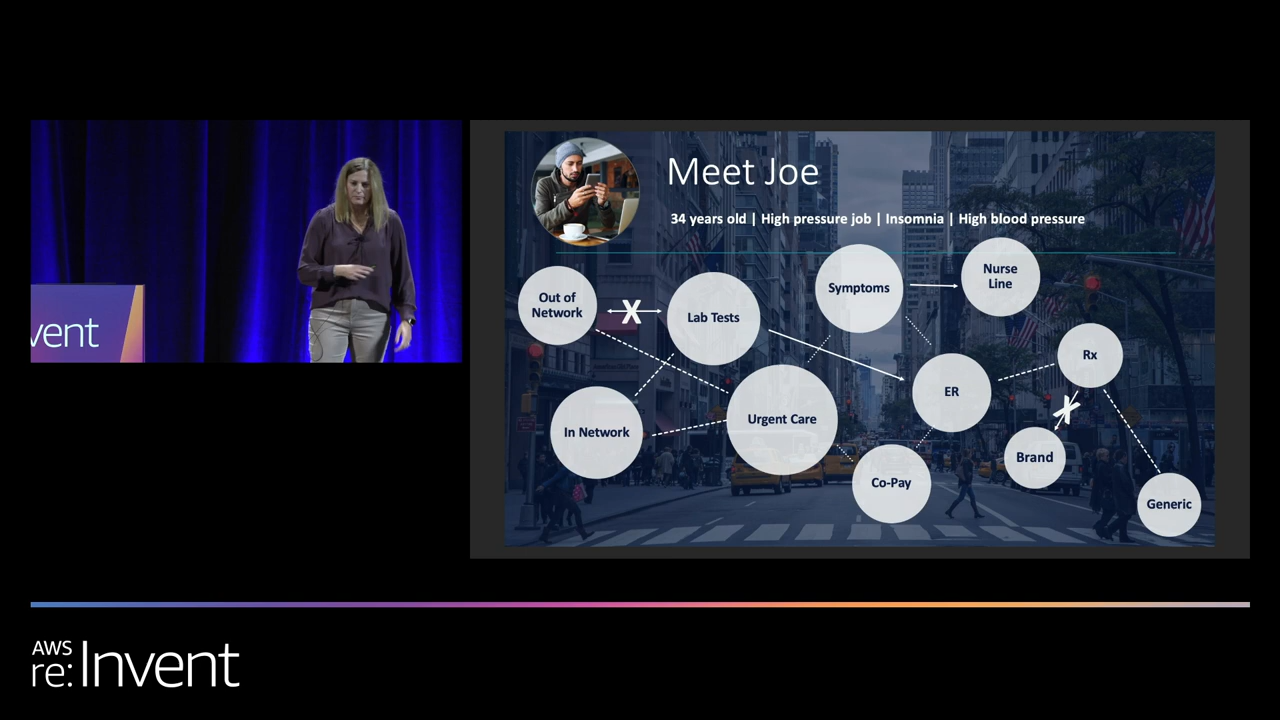 vent
Meet Joe
34 years old | High pressure job | Insomnia | High blood pressure
Out of
Network
X
Lab Tests
Symptoms
Nurse
Line
Rx
ER
In Network
Urgent Care
X
Brand
Co-Pay
Generic
AWS
re:Invent